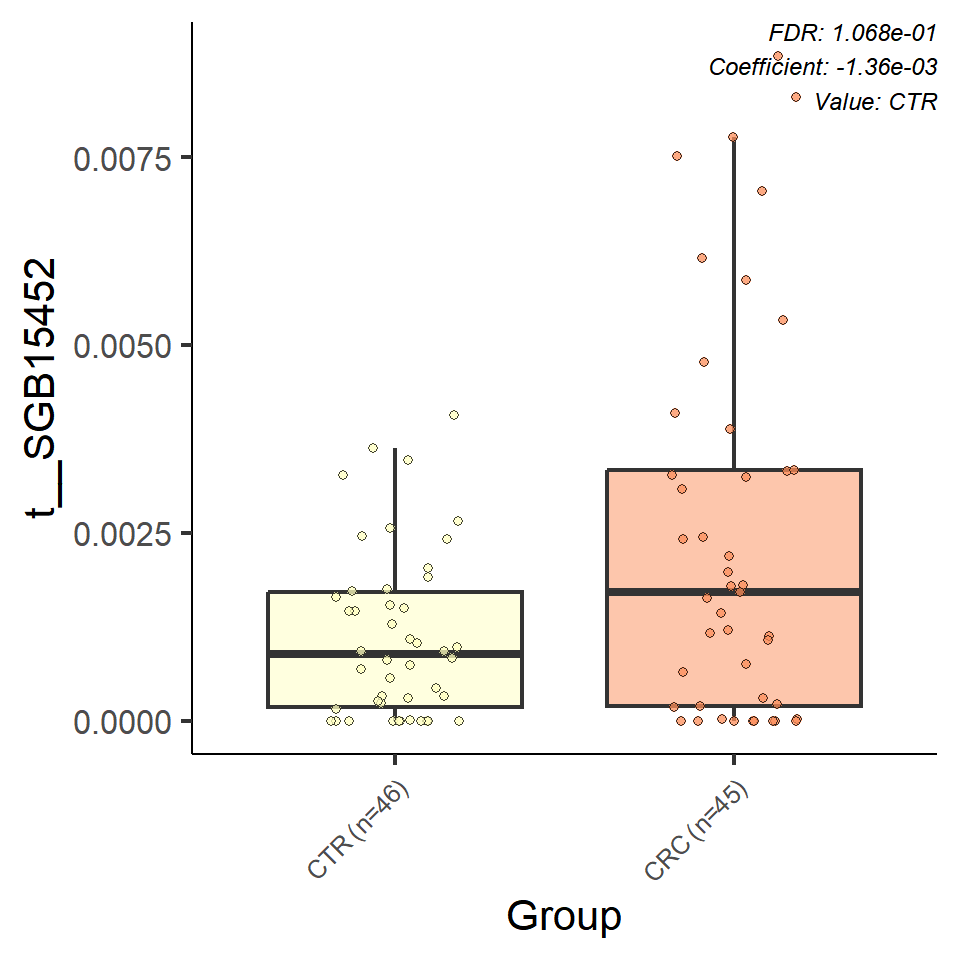 FDR: 1.068e-01
Coefficient: -1.36e-03
Value: CTR
0.0075
0.0050
0.0025
0.0000
t__SGB15452
CTR (n=46)
CRC (n=45)
Group